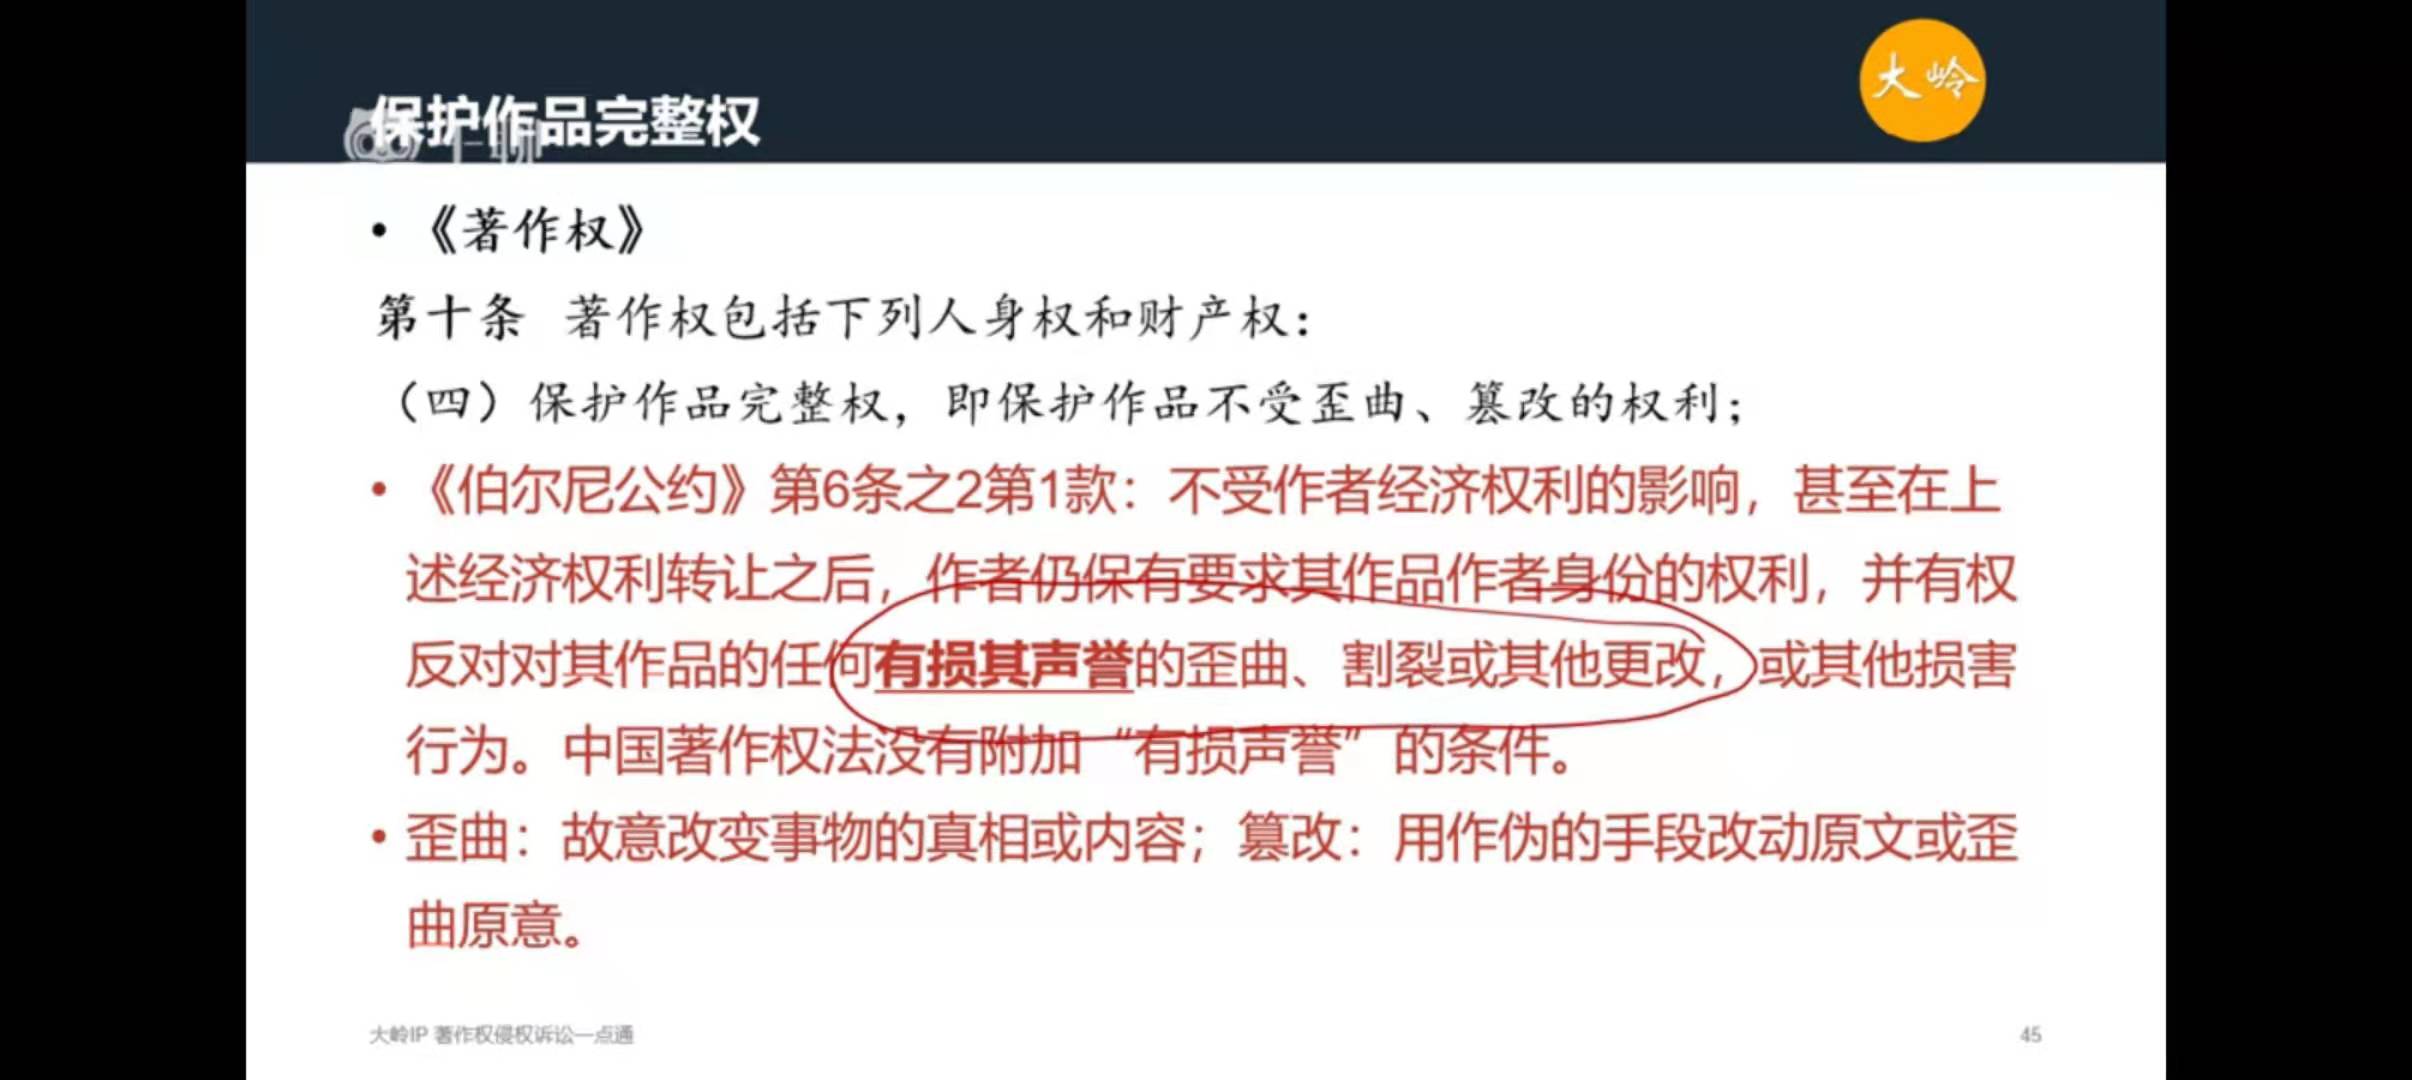 大岭
保护作品完整权
• 《著作权》
第十条 著作权包括下列人身权和财产权：
（四）保护作品完整权，即保护作品不受歪曲、篡改的权利；
• 《伯尔尼公约》第6条之2第1款：不受作者经济权利的影响，甚至在上
述经济权利转让之后，作者仍保有要求其作品作者身份的权利，并有权
反对对其作品的任何有损其声誉的歪曲、割裂或其他更改，或其他损害
行为。中国著作权法没有附加“有损声誉”的条件。
• 歪曲：故意改变事物的真相或内容；篡改：用作伪的手段改动原文或歪
曲原意。
大岭IP 著作权侵权诉讼一点通
45